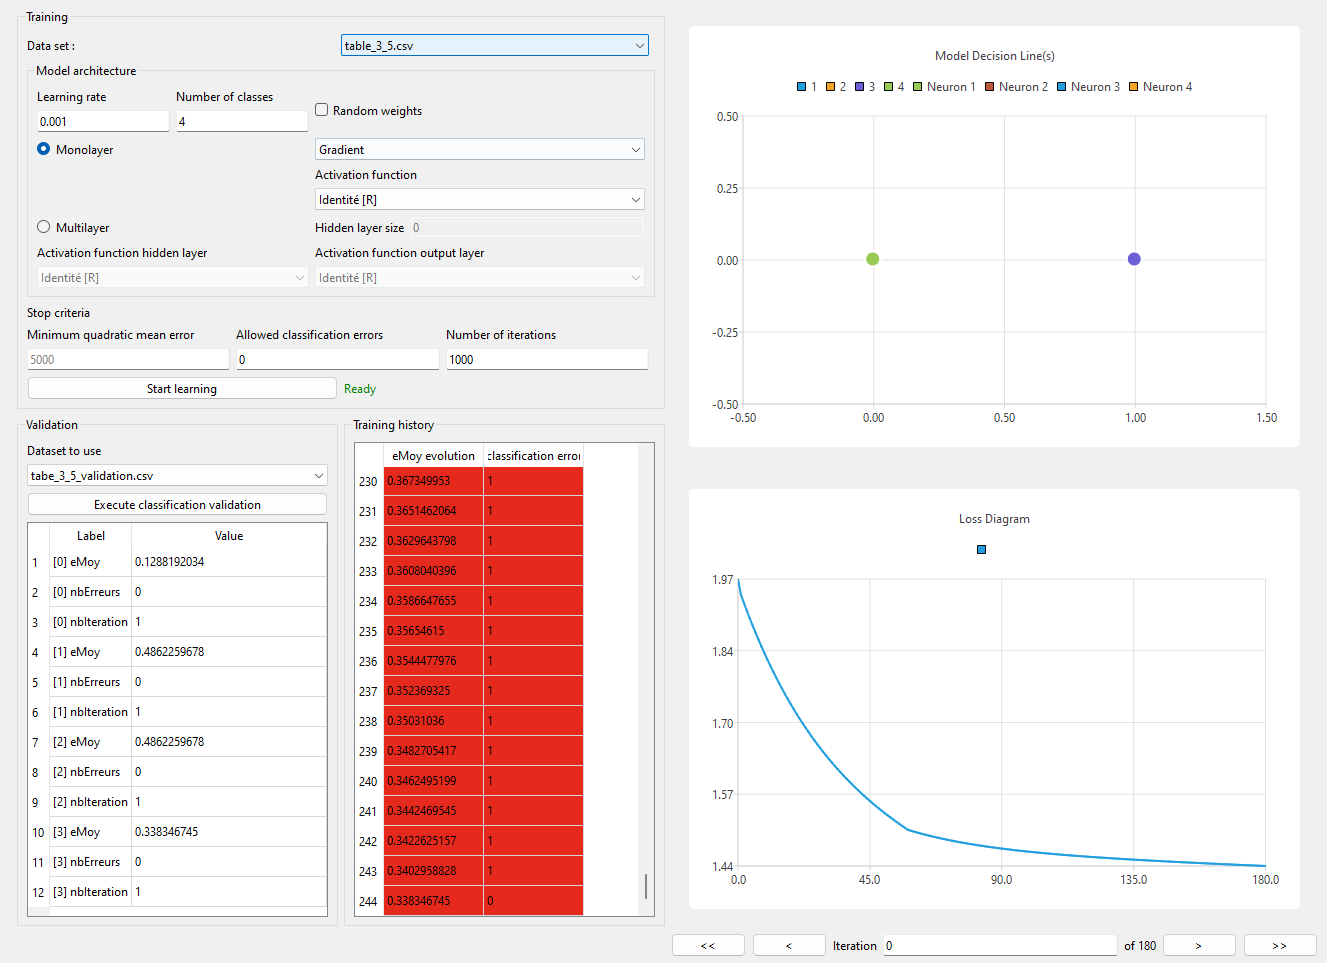 Training
Data set :
table_3_5.csv
Model architecture
Learning rate
Number of classes
Random weights
0.001
4
Monolayer
Gradient
Activation function
Identité [R]
Multilayer
Hidden layer size
0
Activation function hidden layer
Activation function output layer
Identité [R]
Identité [R]
Stop criteria
Minimum quadratic mean error
Allowed classification errors
Number of iterations
5000
0
1000
Start learning
Ready
Validation
Dataset to use
tabe_3_5_validation.csv
Execute classification validation
Label Value
1 [0] eMoy 0.1288192034
2 [0] nbErreurs 0
3 [0] nbIteration 1
4 [1] eMoy 0.4862259678
5 [1] nbErreurs 0
6 [1] nbIteration 1
7 [2] eMoy 0.4862259678
8 [2] nbErreurs 0
9 [2] nbIteration 1
10 [3] eMoy 0.338346745
11 [3] nbErreurs 0
12 [3] nbIteration 1
Training history
eMoy evolution classification error
230 0.367349953 1
231 0.3651462064 1
232 0.3629643798 1
233 0.3608040396 1
234 0.3586647655 1
235 0.35654615 1
236 0.3544477976 1
237 0.352369325 1
238 0.35031036 1
239 0.3482705417 1
240 0.3462495199 1
241 0.3442469545 1
242 0.3422625157 1
243 0.3402958828 1
244 0.338346745 0
Model Decision Line(s)
1 2 3 4 Neuron 1 Neuron 2 Neuron 3 Neuron 4
0.50
0.25
0.00
-0.25
-0.50
-0.50 0.00 0.50 1.00 1.50
Loss Diagram
1.97
1.84
1.70
1.57
1.44
0.0 45.0 90.0 135.0 180.0
<< < Iteration 0 of 180 > >>